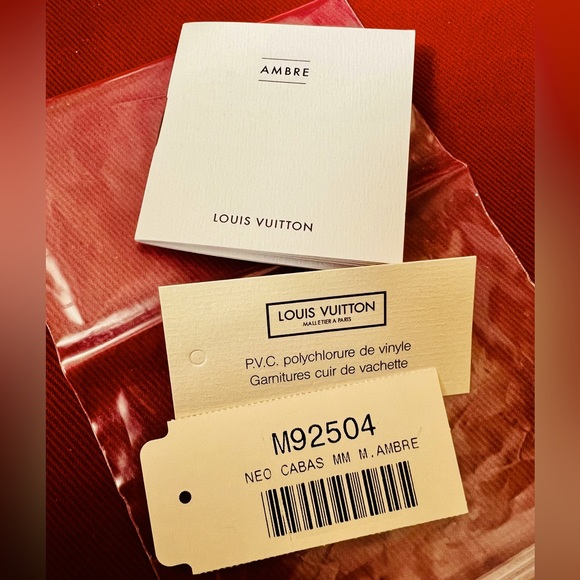 AMBRE
LOUIS VUITTON
LOUIS VUITTON
MALLETIER A PARIS
P.V.C. polychlorure de vinyle
Garnitures cuir de vachette
M92504
NEO CABAS MM M.AMBRE